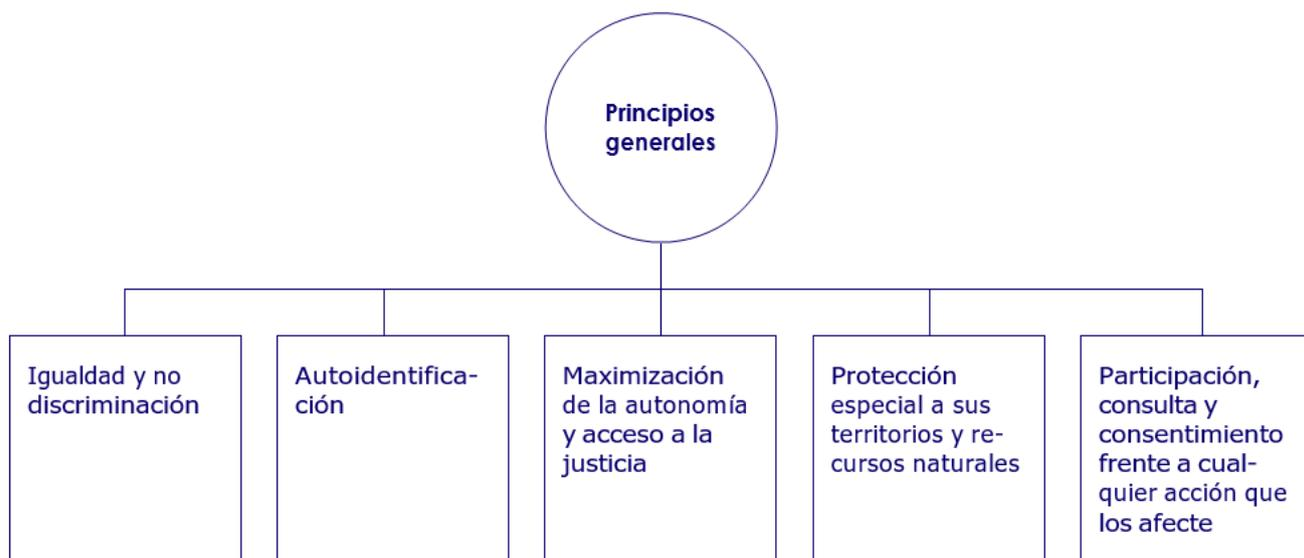 Principios
generales
Igualdad y no
discriminación
Autoidentifica-
ción
Maximización
de la autonomía
y acceso a la
justicia
Protección
especial a sus
territorios y re-
cursos naturales
Participación,
consulta y
consentimiento
frente a cual-
quier acción que
los afecte